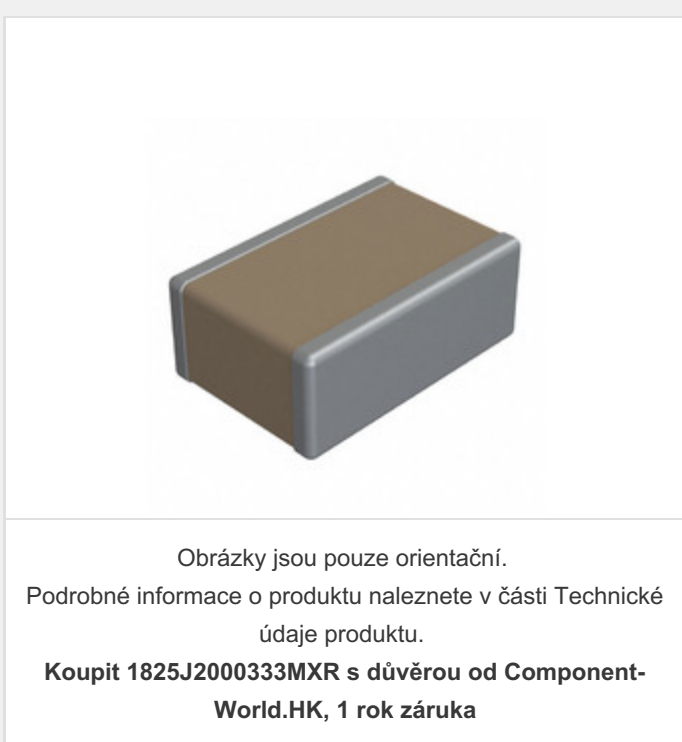 Obrázky jsou pouze orientační.
Podrobné informace o produktu naleznete v části Technické
údaje produktu.
Koupit 1825J2000333MXR s důvěrou od Component-
World.HK, 1 rok záruka